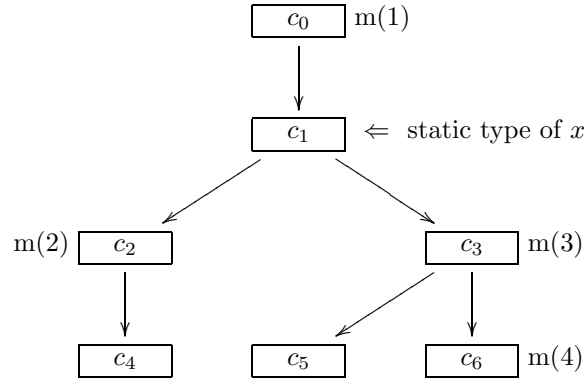 c₀ m(1)
c₁ ⇐ static type of x
m(2) c₂ c₃ m(3)
c₄ c₅ c₆ m(4)